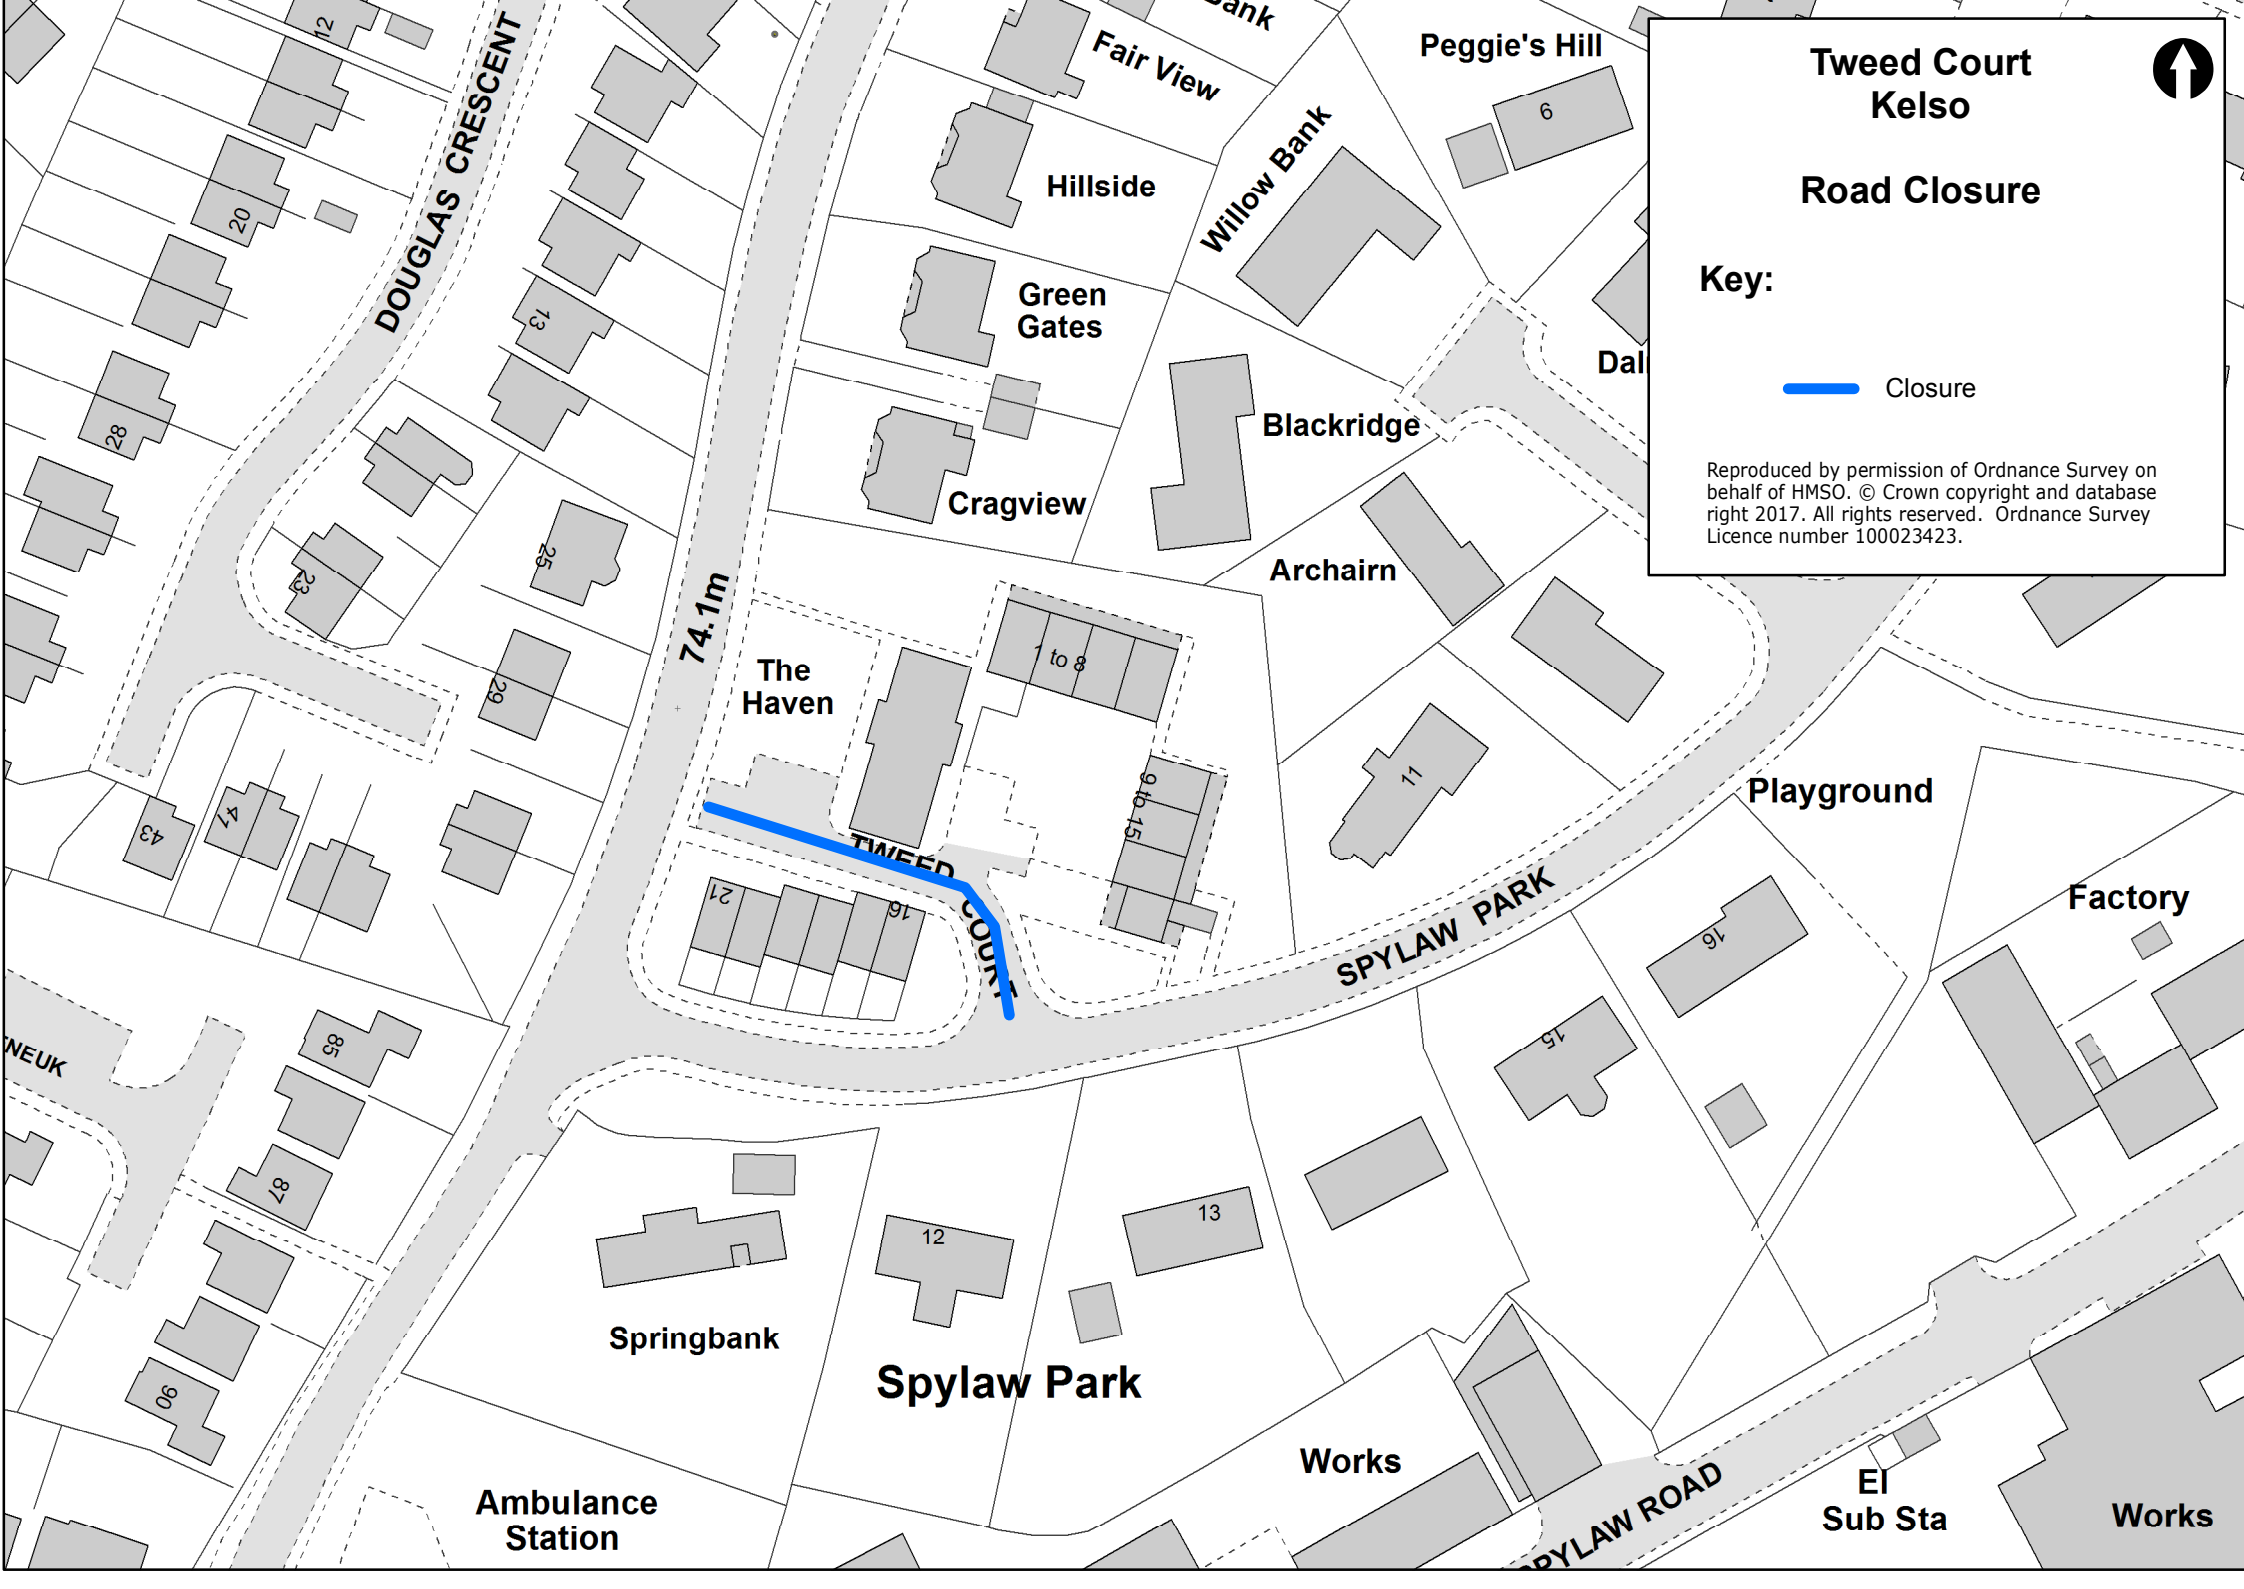 Tweed Court
Kelso
Road Closure
Key:
Closure
Reproduced by permission of Ordnance Survey on
behalf of HMSO. © Crown copyright and database
right 2017. All rights reserved. Ordnance Survey
Licence number 100023423.
12
DOUGLAS CRESCENT
20
13
28
23
25
29
43
41
74.1m
Fair View
Hillside
Green
Gates
Cragview
Willow Bank
Peggie's Hill
6
Blackridge
Archairn
The
Haven
1 to 8
9 to 15
TWEED
COURT
21
16
11
SPYLAW PARK
Playground
Factory
16
15
85
87
90
Springbank
12
13
Spylaw Park
Ambulance
Station
Works
SPYLAW ROAD
El
Sub Sta
Works